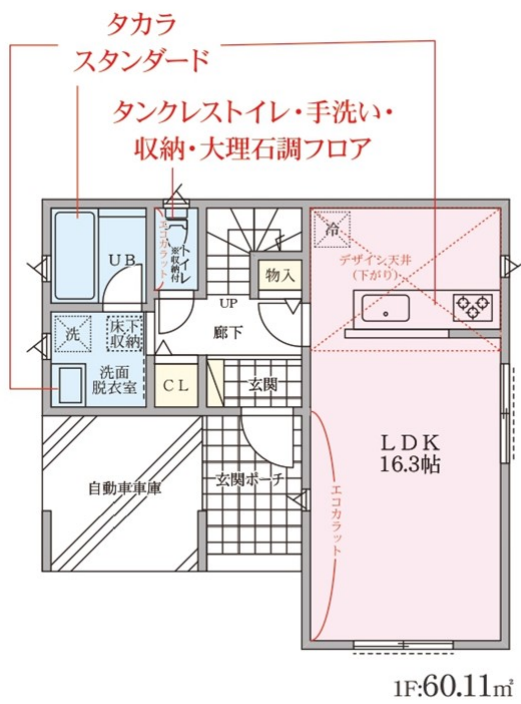 タカラ
スタンダード
タンクレストイレ・手洗い・
収納・大理石調フロア
UB
エコカラット
トイレ
※収納付
物入
冷
デザイン天井
(下がり)
UP
廊下
洗
床下
収納
洗面
脱衣室
CL
玄関
LDK
16.3帖
自動車車庫
玄関ポーチ
エコカラット
1F:60.11㎡